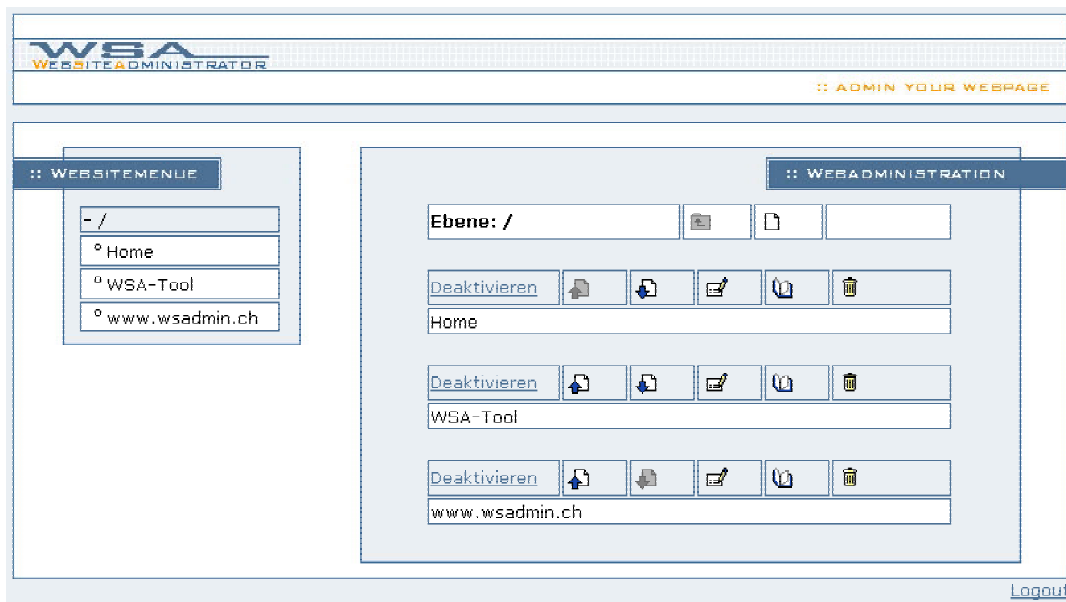 WSA
WEBSITEADMINISTRATOR
:: ADMIN YOUR WEBPAGE
:: WEBSITEMENUE
- /
º Home
º WSA-Tool
º www.wsadmin.ch
:: WEBADMINISTRATION
Ebene: /
Deaktivieren
Home
Deaktivieren
WSA-Tool
Deaktivieren
www.wsadmin.ch
Logout